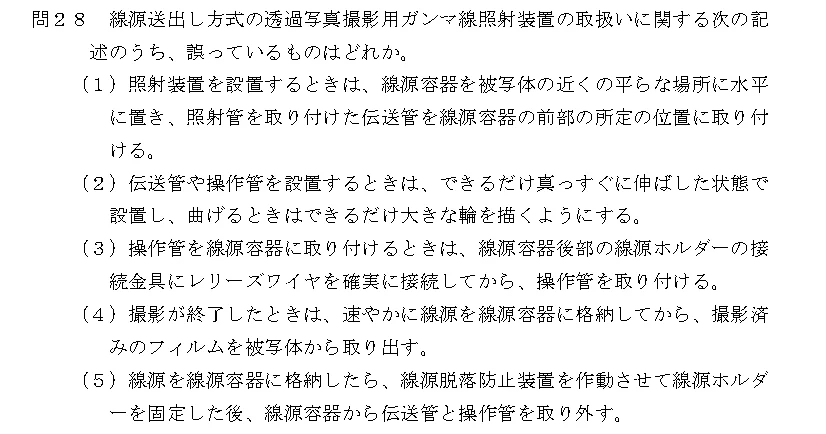 問２８　線源送出し方式の透過写真撮影用ガンマ線照射装置の取扱いに関する次の記
述のうち、誤っているものはどれか。
（１）照射装置を設置するときは、線源容器を被写体の近くの平らな場所に水平
に置き、照射管を取り付けた伝送管を線源容器の前部の所定の位置に取り付
ける。
（２）伝送管や操作管を設置するときは、できるだけ真っすぐに伸ばした状態で
設置し、曲げるときはできるだけ大きな輪を描くようにする。
（３）操作管を線源容器に取り付けるときは、線源容器後部の線源ホルダーの接
続金具にレリーズワイヤを確実に接続してから、操作管を取り付ける。
（４）撮影が終了したときは、速やかに線源を線源容器に格納してから、撮影済
みのフィルムを被写体から取り出す。
（５）線源を線源容器に格納したら、線源脱落防止装置を作動させて線源ホルダ
ーを固定した後、線源容器から伝送管と操作管を取り外す。